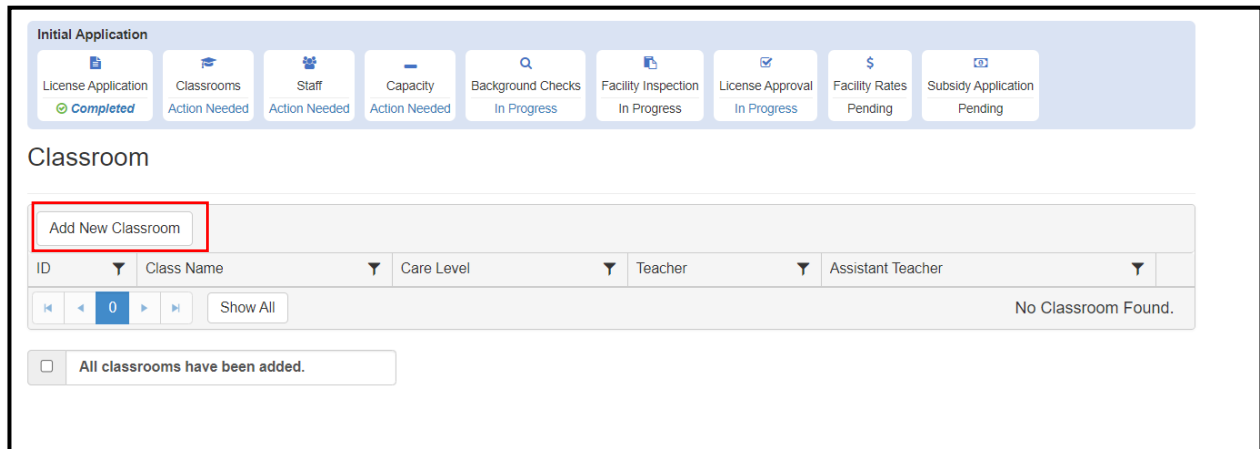 Initial Application
License Application Classrooms Staff Capacity Background Checks Facility Inspection License Approval Facility Rates Subsidy Application
Completed Action Needed Action Needed Action Needed In Progress In Progress In Progress Pending Pending
Classroom
Add New Classroom
ID Class Name Care Level Teacher Assistant Teacher
0 Show All No Classroom Found.
All classrooms have been added.